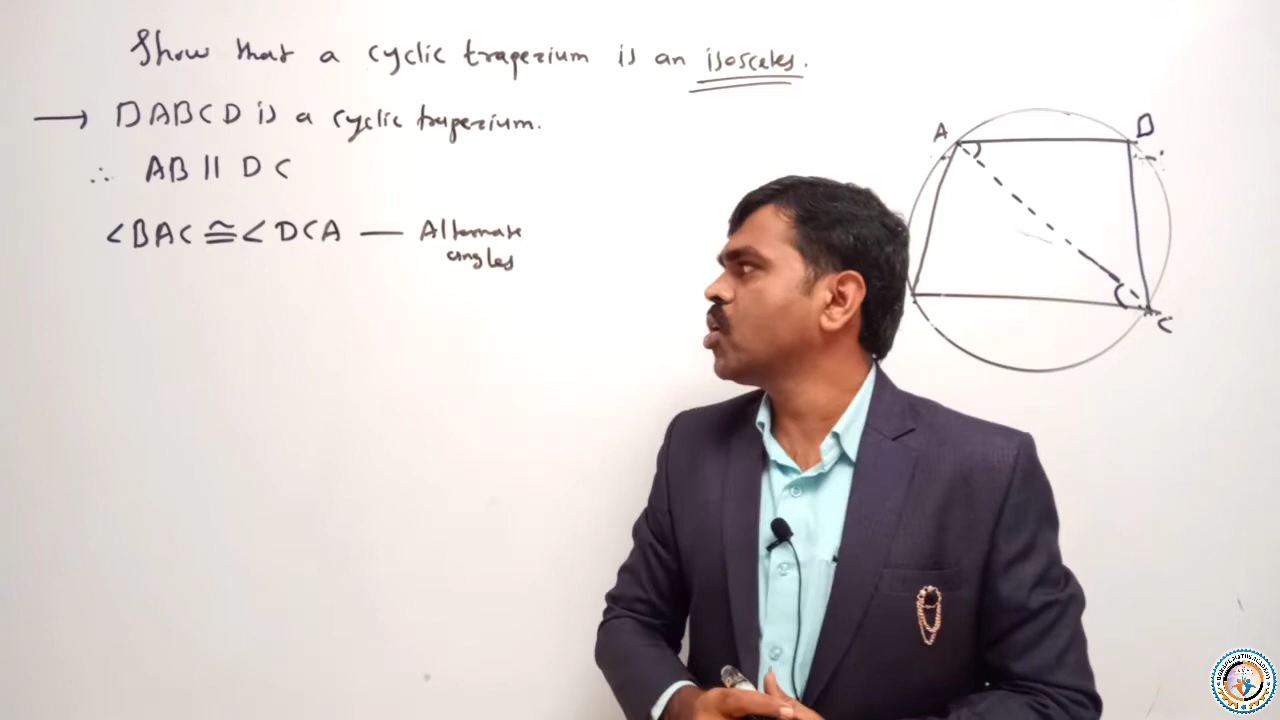 Show that a cyclic trapezium is an isosceles.
→ □ABCD is a cyclic trapezium.
∴ AB || DC
∠BAC ≅ ∠DCA — Alternate
angles
A
B
C